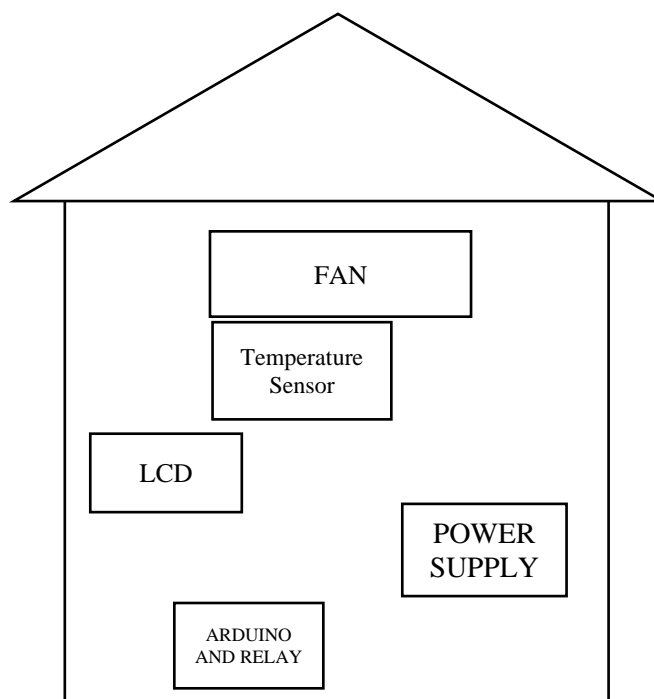 FAN
Temperature
Sensor
LCD
POWER
SUPPLY
ARDUINO
AND RELAY